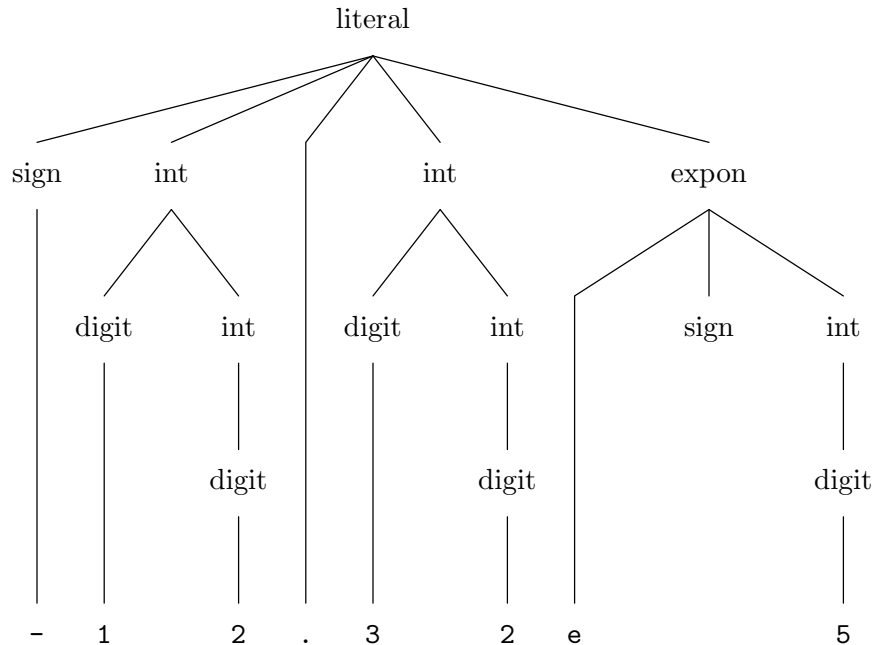 literal
sign int int expon
digit int digit int sign int
digit digit digit
- 1 2 . 3 2 e 5